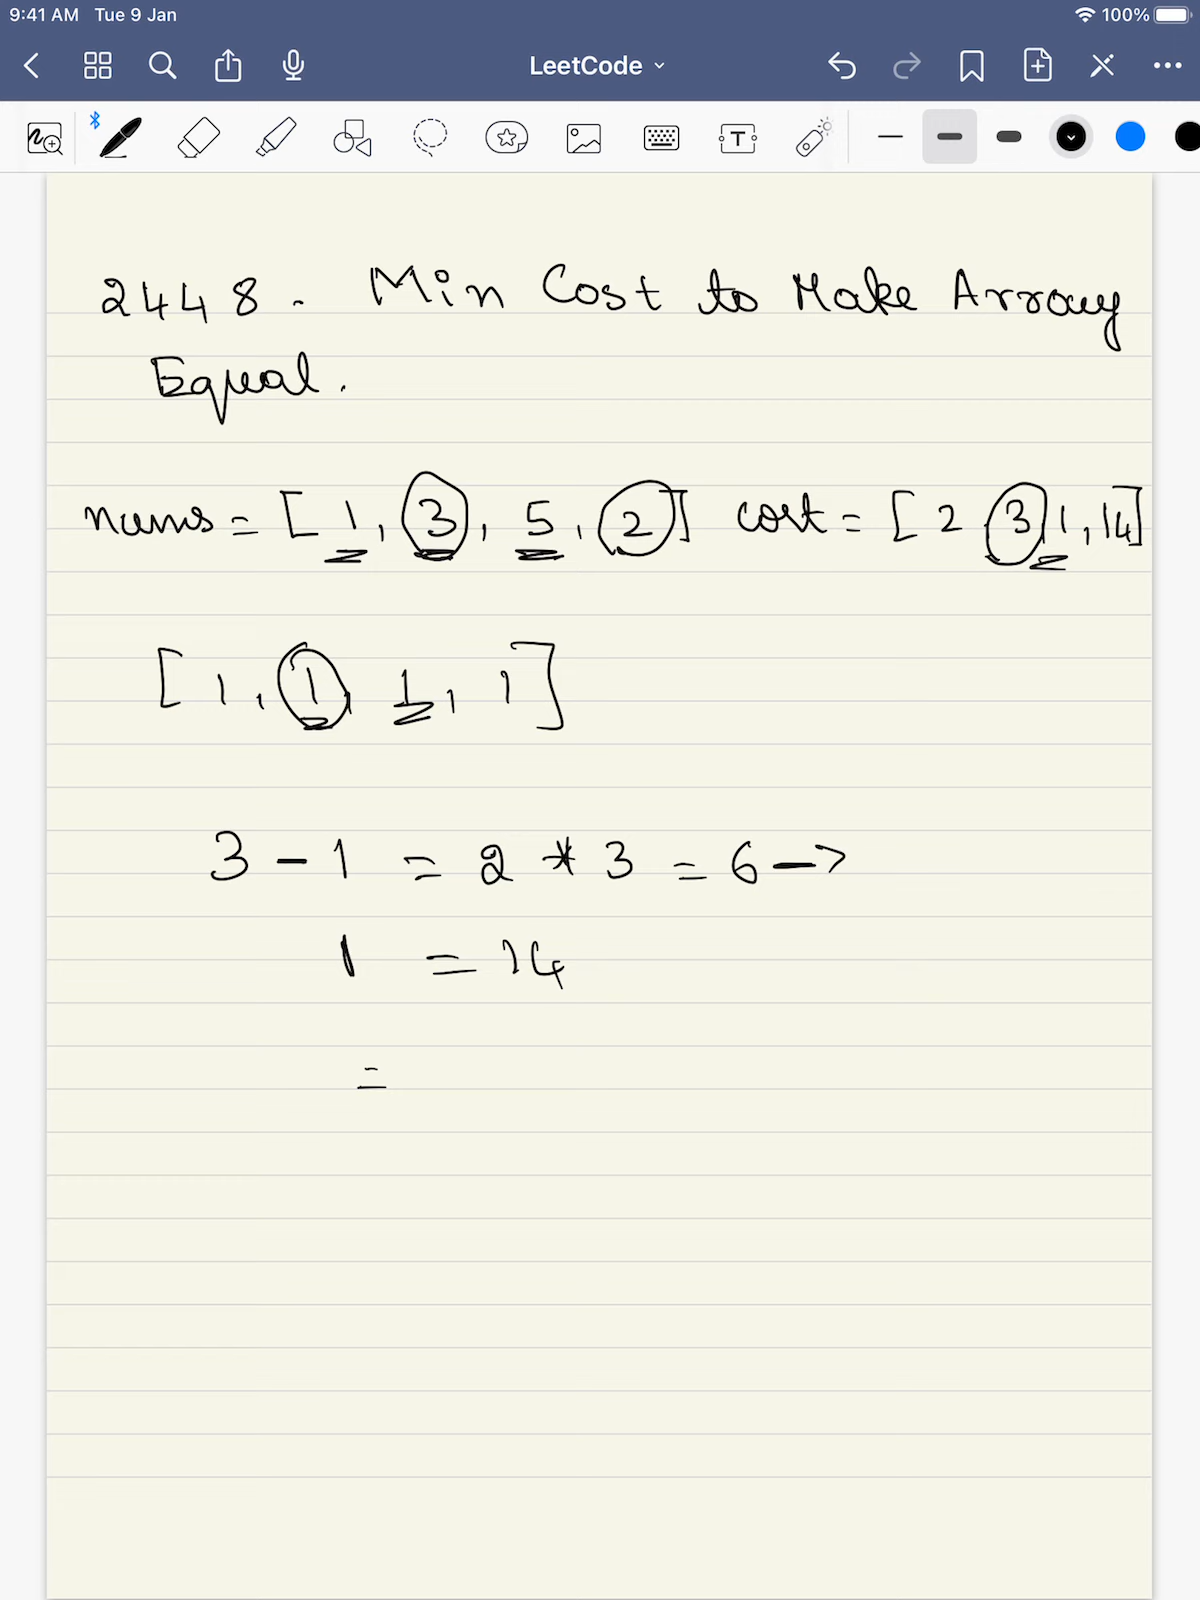 9:41 AM Tue 9 Jan 100%
LeetCode
T
2448. Min Cost to Make Array
Equal.
nums = [ 1, 3, 5, 2 ] cost = [ 2 3 1, 14]
[ 1, 1, 1, 1 ]
3 - 1 = 2 * 3 = 6 ->
1 = 14
=